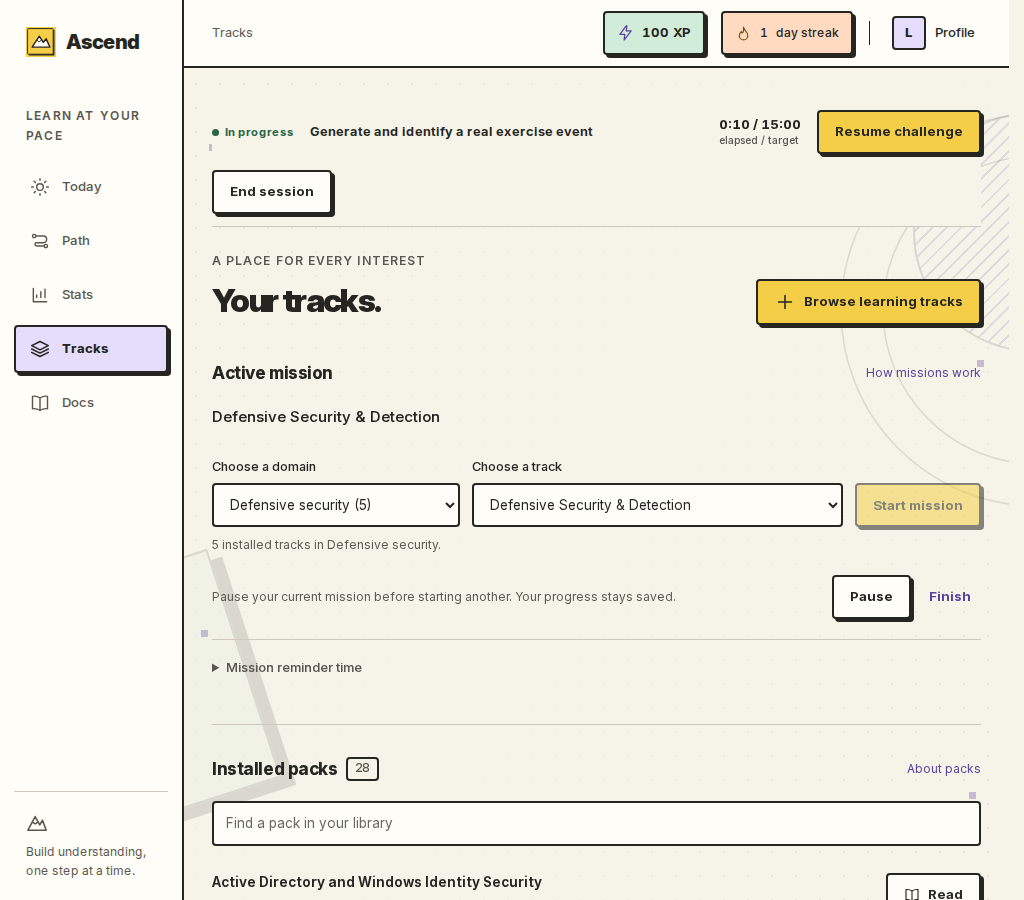 Ascend
LEARN AT YOUR
PACE
Today
Path
Stats
Tracks
Docs
Build understanding,
one step at a time.
Tracks
100 XP
1 day streak
L
Profile
In progress
Generate and identify a real exercise event
0:10 / 15:00
elapsed / target
Resume challenge
End session
A PLACE FOR EVERY INTEREST
Your tracks.
Browse learning tracks
Active mission
How missions work
Defensive Security & Detection
Choose a domain
Choose a track
Defensive security (5)
Defensive Security & Detection
Start mission
5 installed tracks in Defensive security.
Pause your current mission before starting another. Your progress stays saved.
Pause
Finish
Mission reminder time
Installed packs
28
About packs
Find a pack in your library
Active Directory and Windows Identity Security
Read